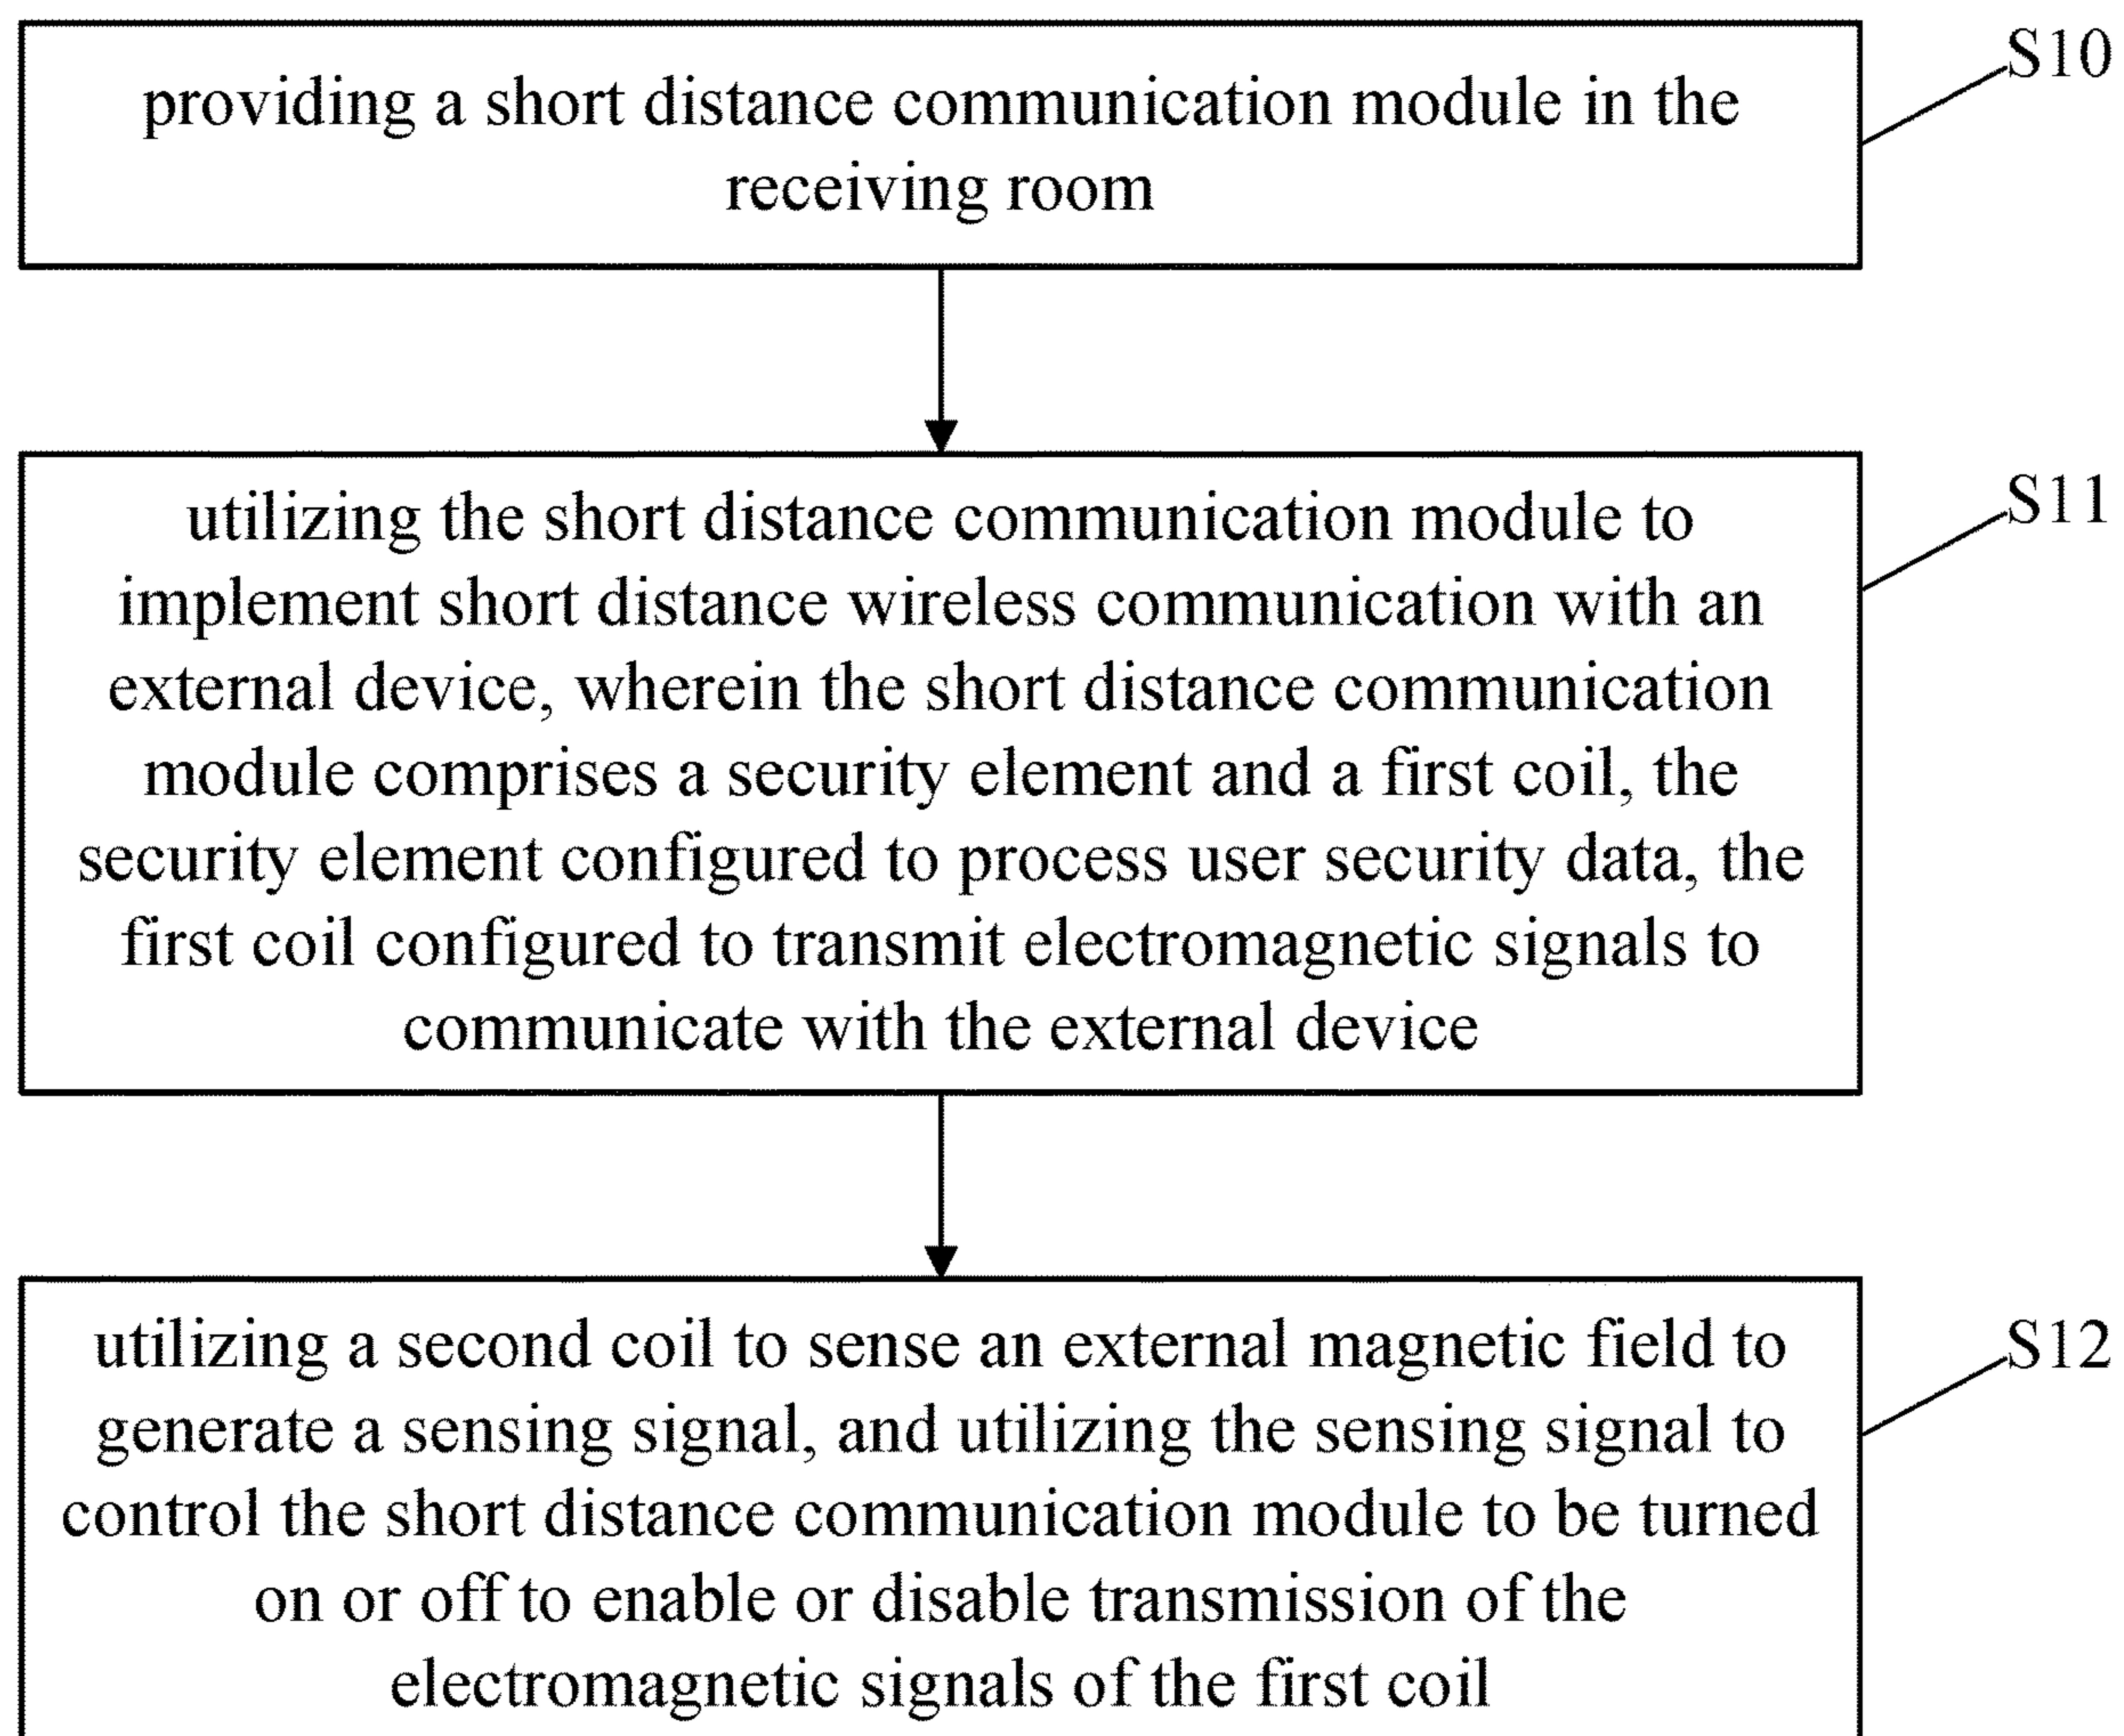 providing a short distance communication module in the
receiving room
S10
utilizing the short distance communication module to
implement short distance wireless communication with an
external device, wherein the short distance communication
module comprises a security element and a first coil, the
security element configured to process user security data, the
first coil configured to transmit electromagnetic signals to
communicate with the external device
S11
utilizing a second coil to sense an external magnetic field to
generate a sensing signal, and utilizing the sensing signal to
control the short distance communication module to be turned
on or off to enable or disable transmission of the
electromagnetic signals of the first coil
S12